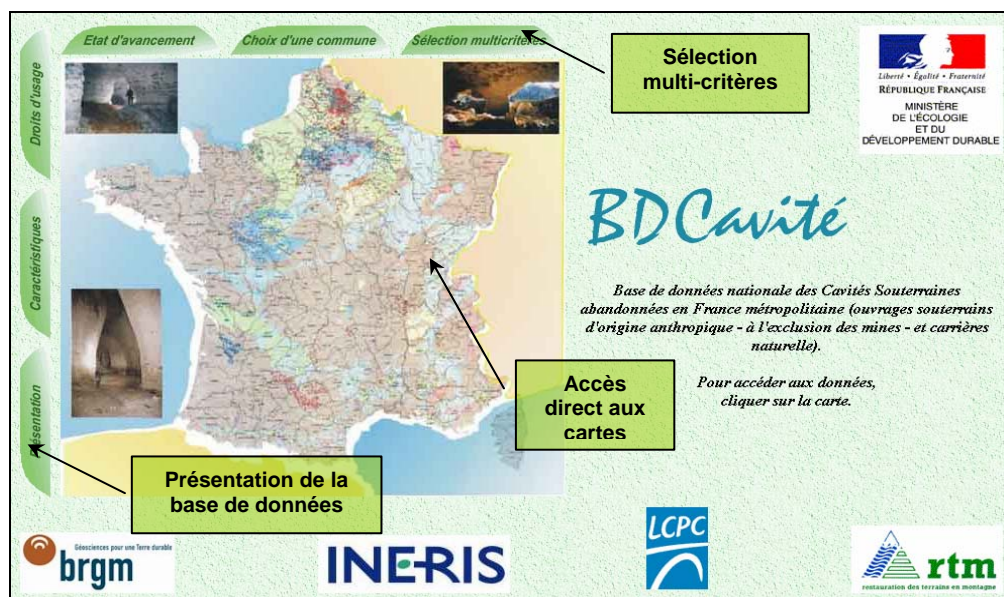 Etat d'avancement
Choix d'une commune
Sélection multicritères
Droits d'usage
Caractéristiques
Présentation
Sélection
multi-critères
Liberté • Égalité • Fraternité
RÉPUBLIQUE FRANÇAISE
MINISTÈRE
DE L'ÉCOLOGIE
ET DU
DÉVELOPPEMENT DURABLE
BDCavité
Base de données nationale des Cavités Souterraines
abandonnées en France métropolitaine (ouvrages souterrains
d'origine anthropique - à l'exclusion des mines - et carrières
naturelle).
Pour accéder aux données,
cliquer sur la carte.
Accès
direct aux
cartes
Présentation de la
base de données
Géosciences pour une Terre durable
brgm
INERIS
LCPC
rtm
restauration des terrains en montagne